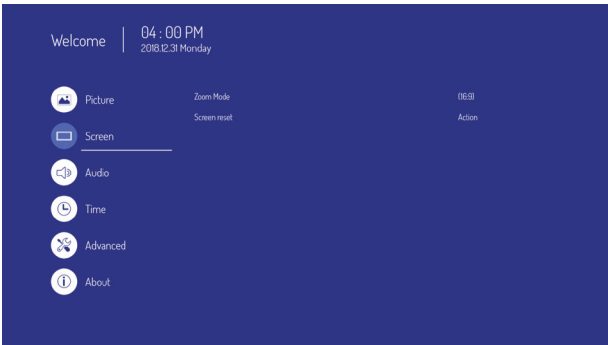 Welcome
04 : 00 PM
2018.12.31 Monday
Picture
Zoom Mode (16:9)
Screen reset Action
Screen
Audio
Time
Advanced
About